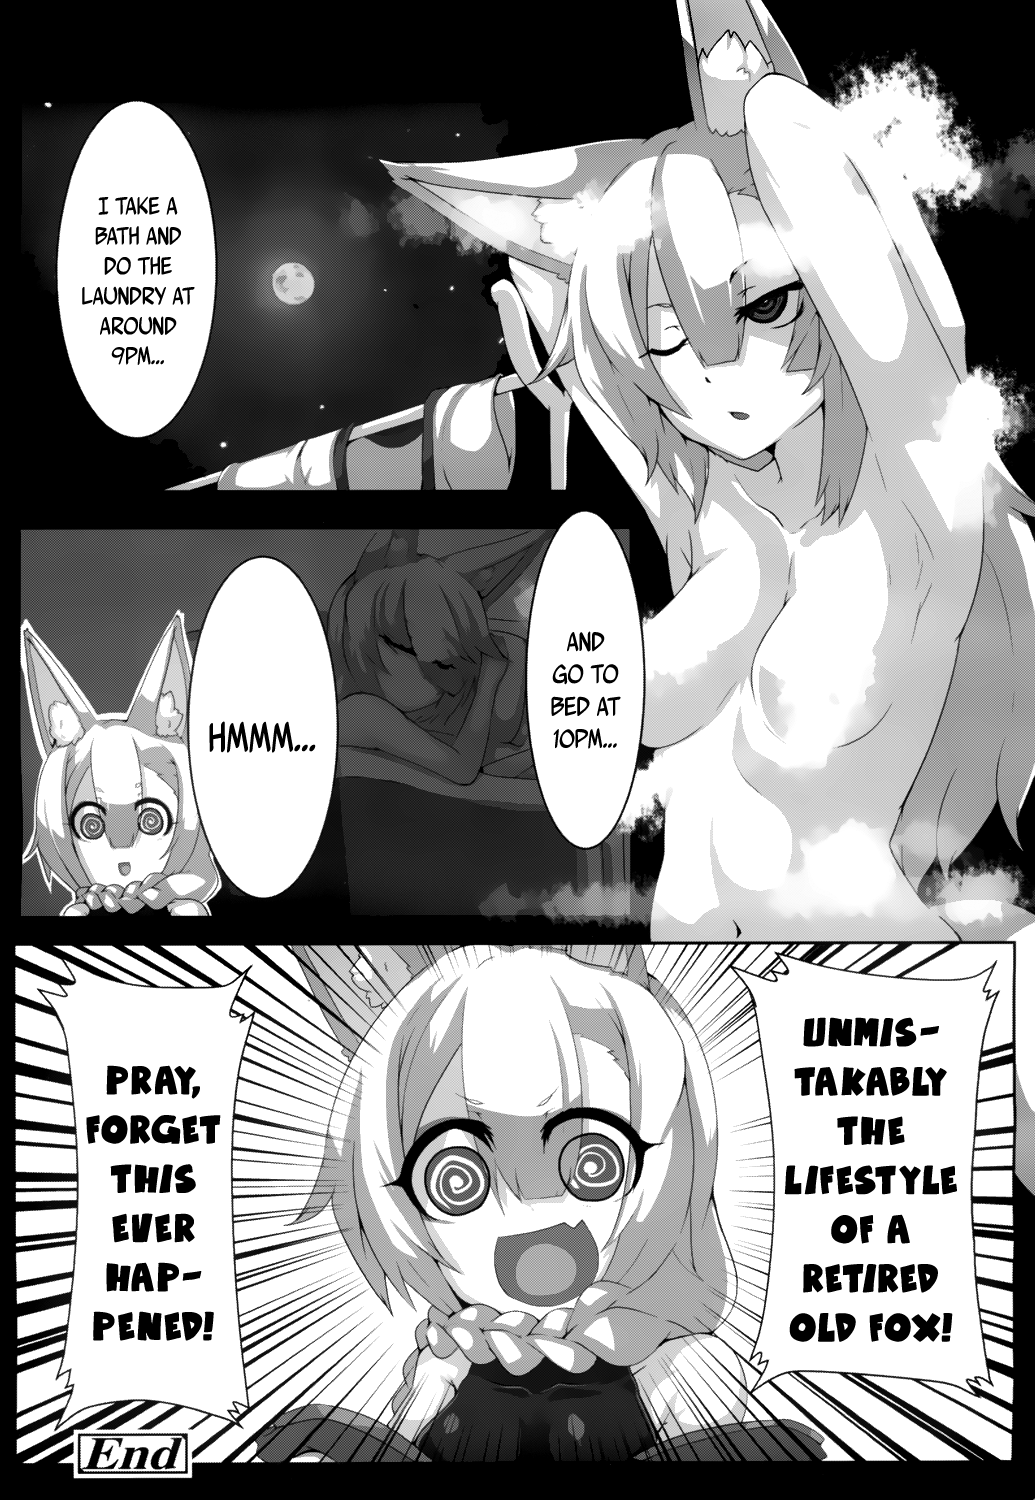 I TAKE A
BATH AND
DO THE
LAUNDRY AT
AROUND
9PM...
AND
GO TO
BED AT
10PM...
HMMM...
UNMIS-
TAKABLY
THE
LIFESTYLE
OF A
RETIRED
OLD FOX!
PRAY,
FORGET
THIS
EVER
HAP-
PENED!
End